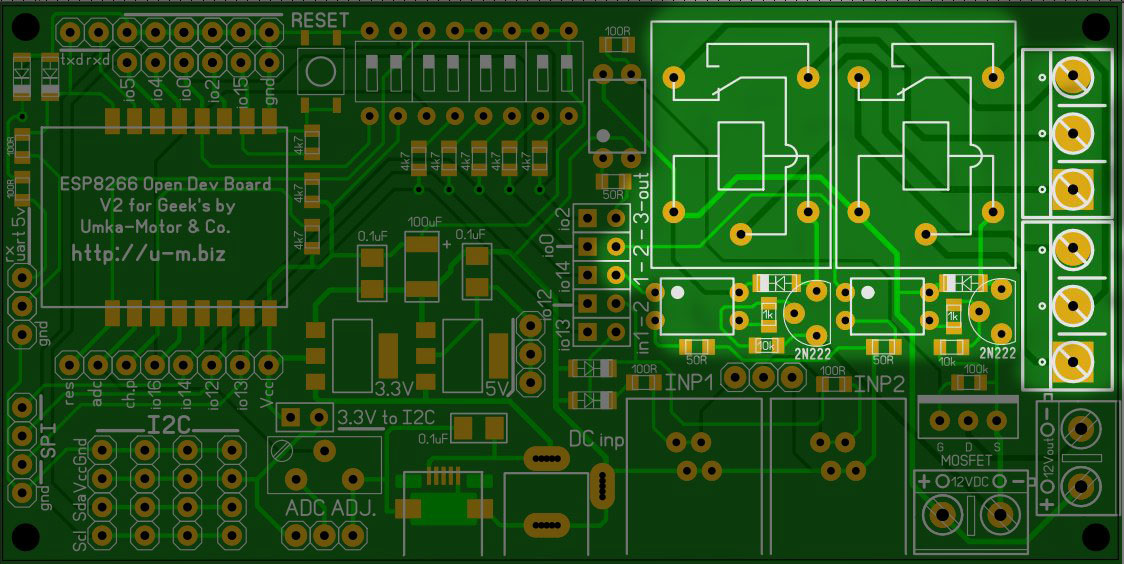 RESET
100R
txd rxd
io5
io4
io0
io2
io15
gnd
4k7
4k7
4k7
4k7
4k7
4k7
4k7
4k7
100R
100R
ESP8266 Open Dev Board
V2 for Geek's by
Umka-Motor & Co.
http://u-m.biz
50R
rx
uart 5v
gnd
0.1uF
100uF
+
0.1uF
io2
io0
io14
io12
io13
1-2-3-out
in1-2
1k
10k
2N222
50R
1k
10k
2N222
50R
3.3V
5V
100R
INP1
100R
INP2
100k
res
adc
ch.p
io16
io14
io12
io13
Vcc
SPI
gnd
I2C
3.3V to I2C
0.1uF
DC inp
Gnd
Vcc
Sda
Scl
ADC ADJ.
G D S
MOSFET
+ 12VDC -
- 12Vout +